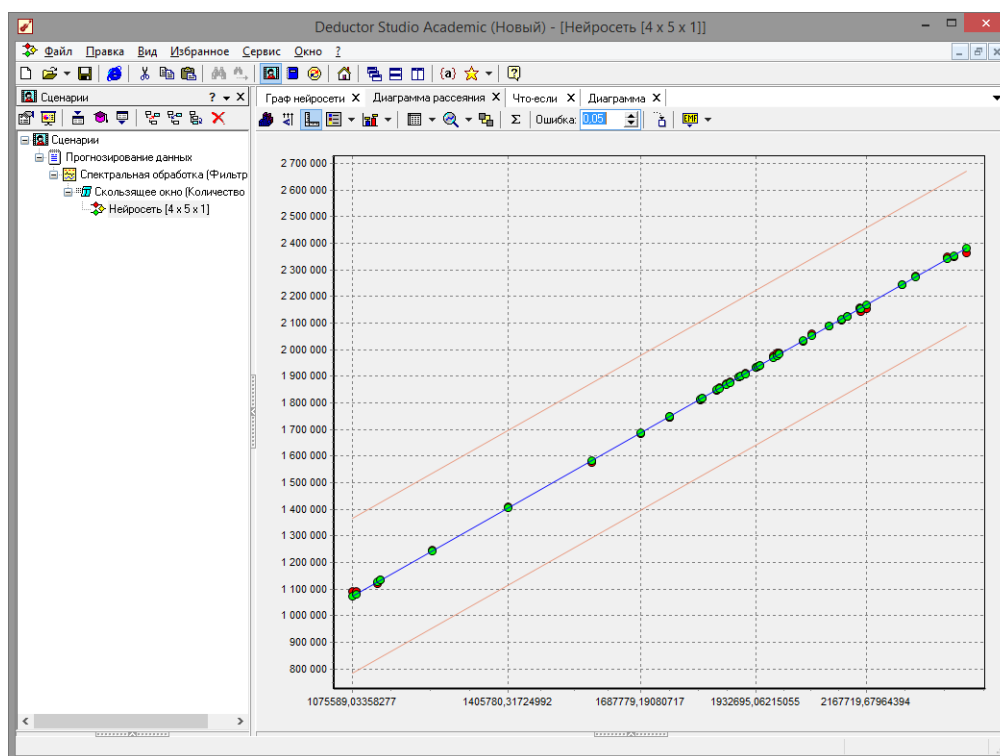 Deductor Studio Academic (Новый) - [Нейросеть [4 x 5 x 1]]
Файл Правка Вид Избранное Сервис Окно ?
Сценарии
Граф нейросети Диаграмма рассеяния Что-если Диаграмма
Σ Ошибка: 0,05
EMF
Сценарии
Прогнозирование данных
Спектральная обработка (Фильтр
Скользящее окно (Количество
Нейросеть [4 x 5 x 1]
2 700 000
2 600 000
2 500 000
2 400 000
2 300 000
2 200 000
2 100 000
2 000 000
1 900 000
1 800 000
1 700 000
1 600 000
1 500 000
1 400 000
1 300 000
1 200 000
1 100 000
1 000 000
900 000
800 000
1075589,03358277 1405780,31724992 1687779,19080717 1932695,06215055 2167719,67964394